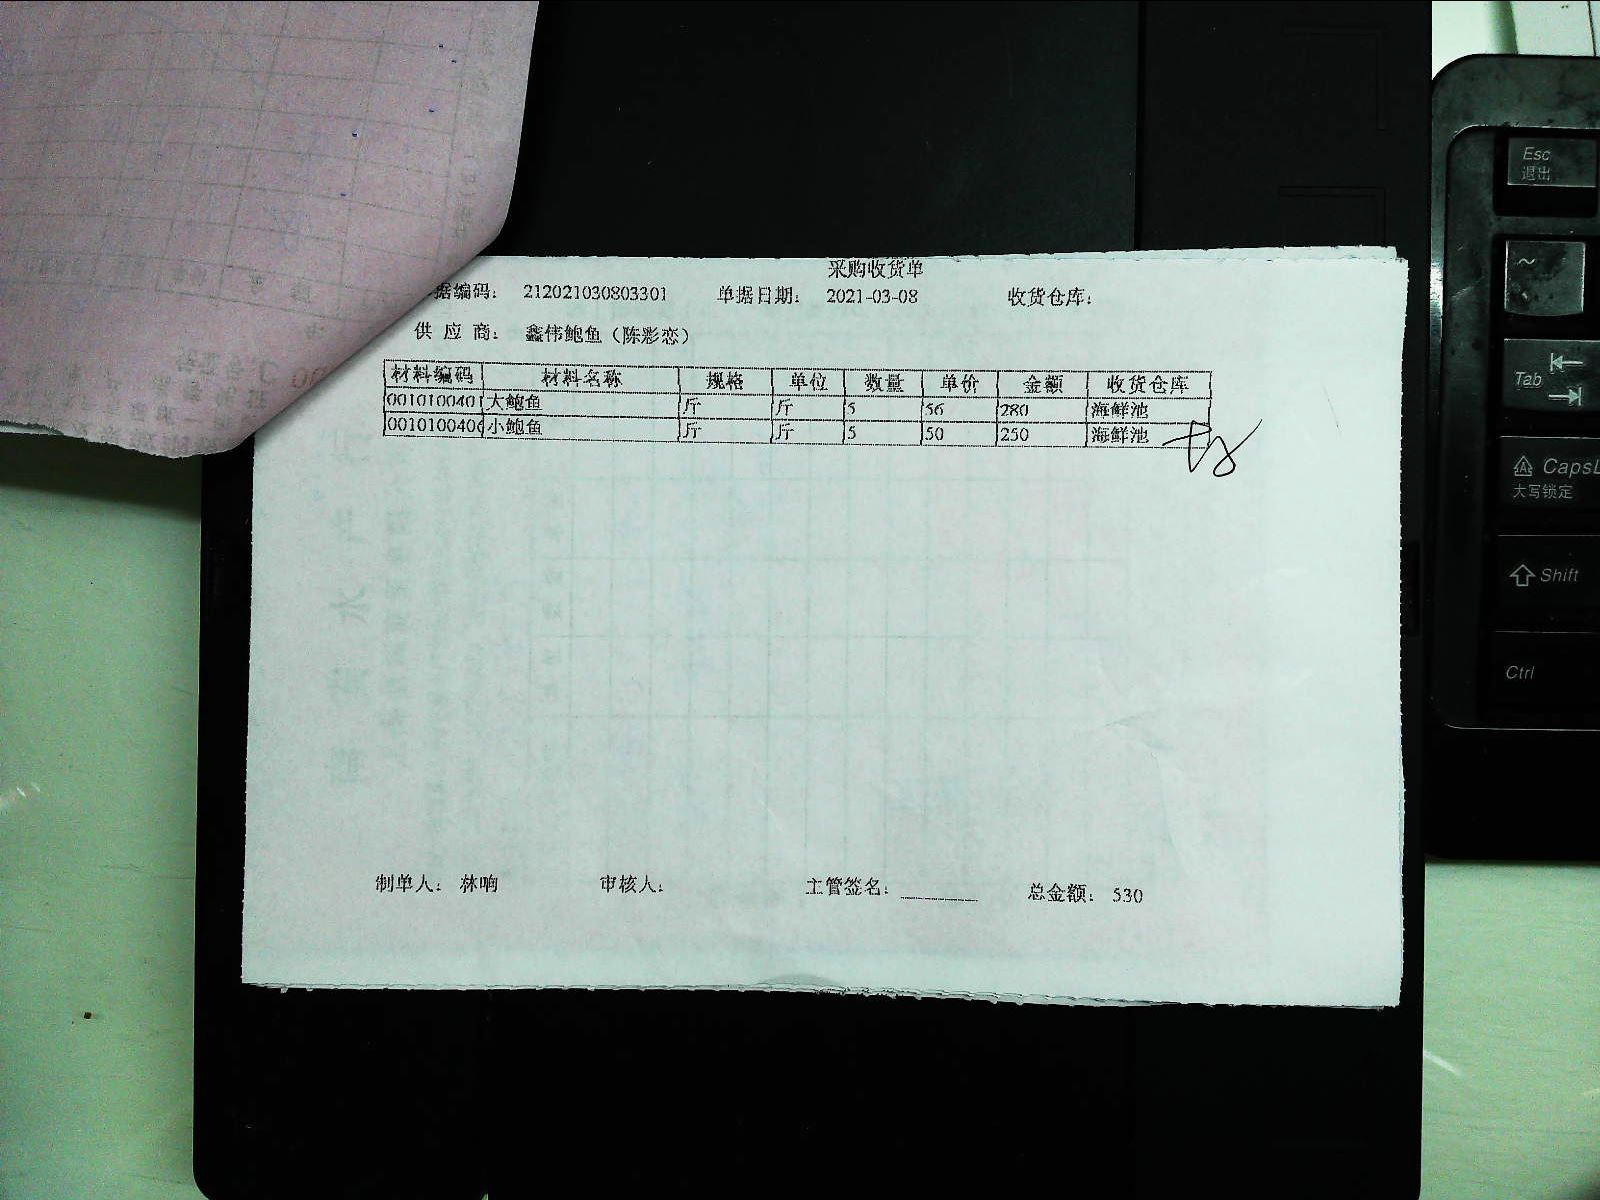 采购收货单
据编码： 212021030803301 单据日期： 2021-03-08 收货仓库：
供 应 商： 鑫伟鲍鱼（陈彩恋）
材料编码 材料名称 规格 单位 数量 单价 金额 收货仓库
0010100401 大鲍鱼 斤 斤 5 56 280 海鲜池
001010040 小鲍鱼 斤 斤 5 50 250 海鲜池
制单人： 林响 审核人： 主管签名： 总金额： 530
Esc
退出
~
Tab
CapsL
大写锁定
Shift
Ctrl